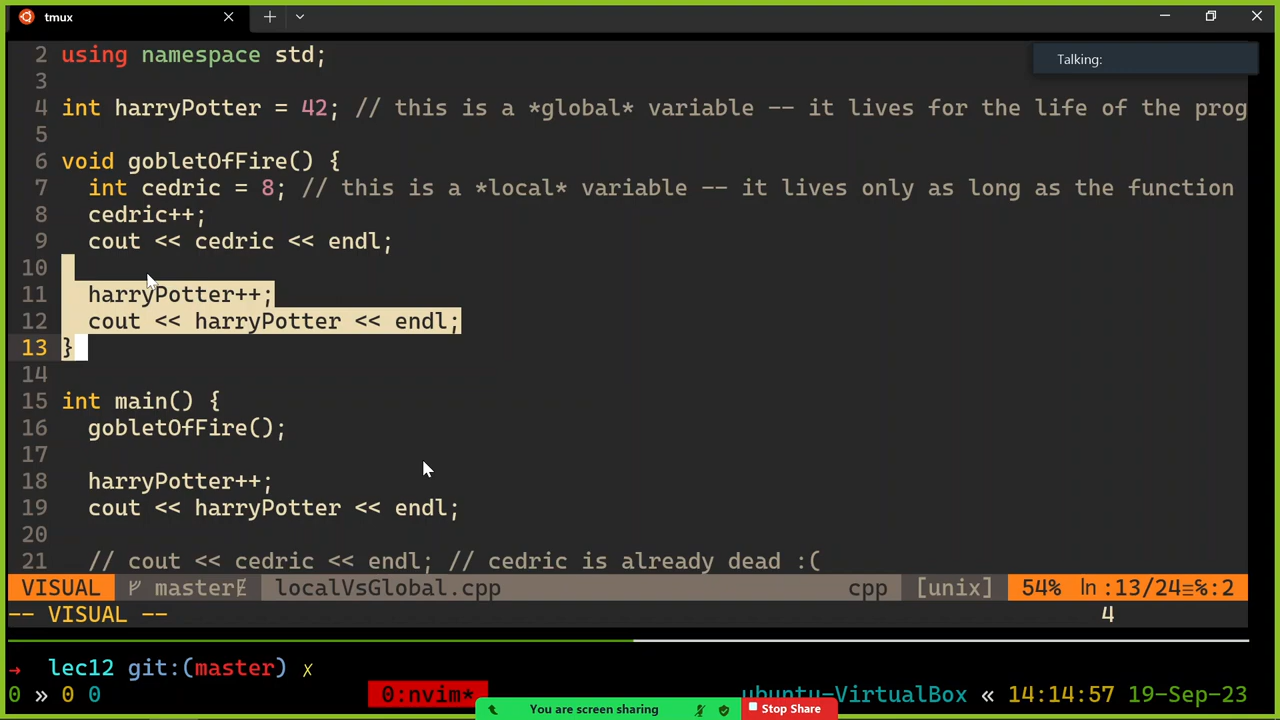 tmux
Talking:
2 using namespace std;
3
4 int harryPotter = 42; // this is a *global* variable -- it lives for the life of the prog
5
6 void gobletOfFire() {
7 int cedric = 8; // this is a *local* variable -- it lives only as long as the function
8 cedric++;
9 cout << cedric << endl;
10
11 harryPotter++;
12 cout << harryPotter << endl;
13 }
14
15 int main() {
16 gobletOfFire();
17
18 harryPotter++;
19 cout << harryPotter << endl;
20
21 // cout << cedric << endl; // cedric is already dead :(
VISUAL master localVsGlobal.cpp cpp [unix] 54% ln :13/24≡%:2
-- VISUAL -- 4
→ lec12 git:(master) ✗
0 » 0 0 0:nvim* ubuntu-VirtualBox « 14:14:57 19-Sep-23
You are screen sharing Stop Share